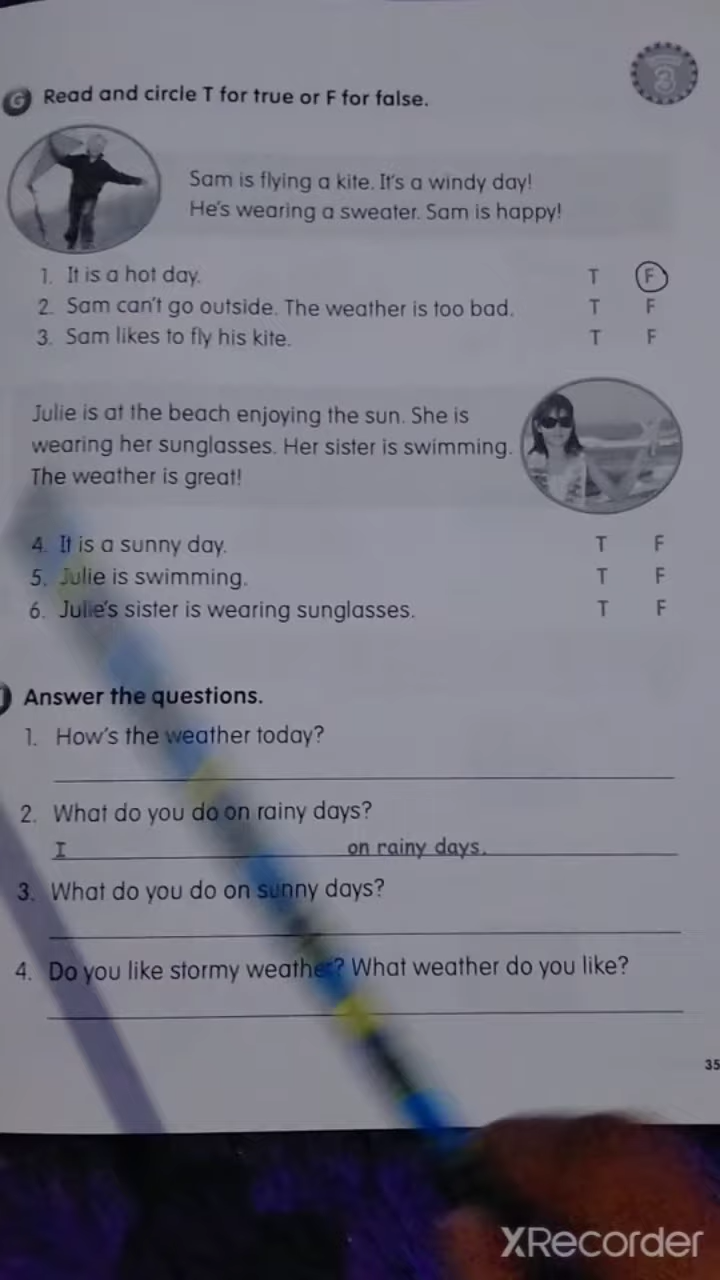 3
G Read and circle T for true or F for false.
Sam is flying a kite. It's a windy day!
He's wearing a sweater. Sam is happy!
1. It is a hot day. T F
2. Sam can't go outside. The weather is too bad. T F
3. Sam likes to fly his kite. T F
Julie is at the beach enjoying the sun. She is
wearing her sunglasses. Her sister is swimming.
The weather is great!
4. It is a sunny day. T F
5. Julie is swimming. T F
6. Julie's sister is wearing sunglasses. T F
Answer the questions.
1. How's the weather today?
2. What do you do on rainy days?
I on rainy days.
3. What do you do on sunny days?
4. Do you like stormy weather? What weather do you like?
35
XRecorder